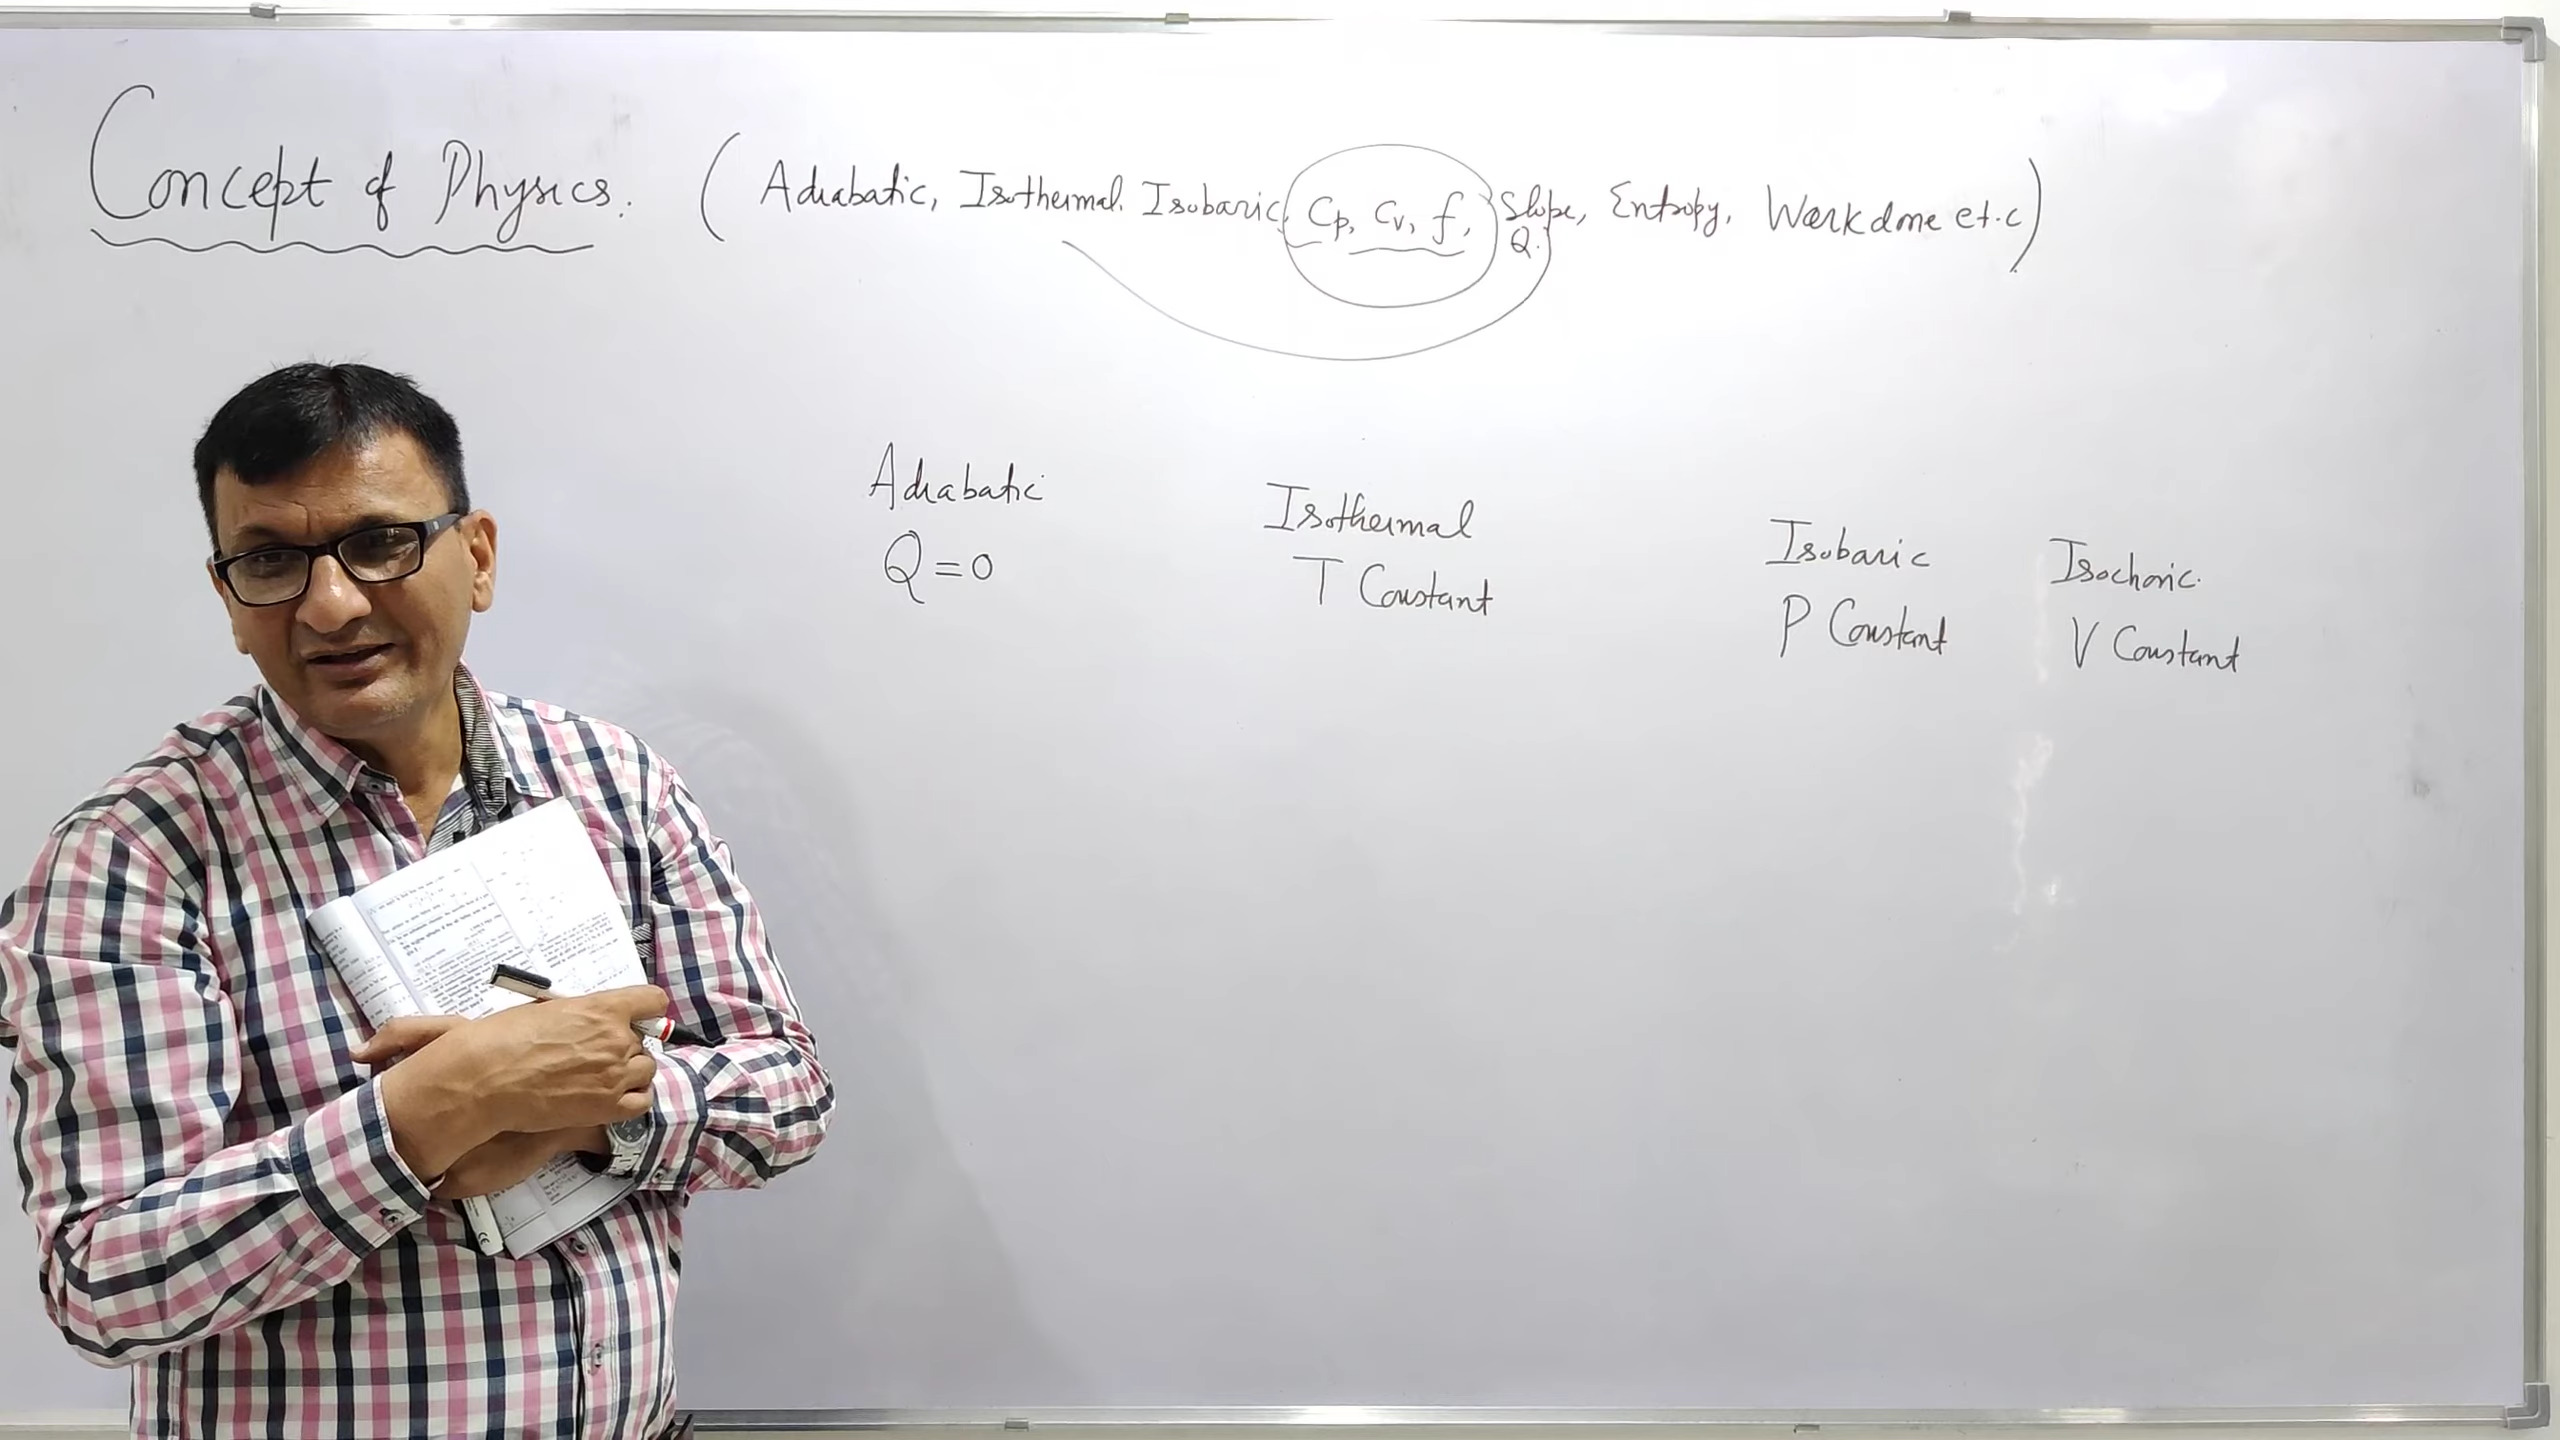 Concept of Physics. (Adiabatic, Isothermal. Isobaric, Cp, Cv, f, Slope, Entropy, Workdone et.c)
Q.
Adiabatic Isothermal Isobaric Isochoric.
Q = 0 T Constant P Constant V Constant